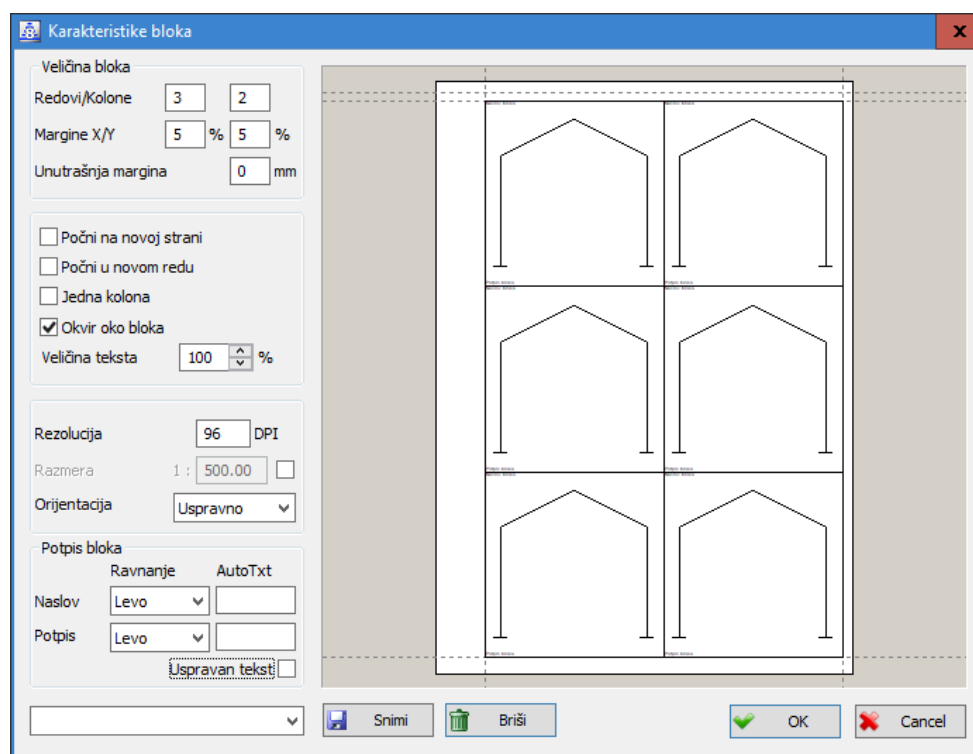 Karakteristike bloka
Veličina bloka
Redovi/Kolone 3 2
Margine X/Y 5 % 5 %
Unutrašnja margina 0 mm
Počni na novoj strani
Počni u novom redu
Jedna kolona
Okvir oko bloka
Veličina teksta 100 %
Rezolucija 96 DPI
Razmera 1 : 500.00
Orijentacija Uspravno
Potpis bloka
Ravnanje AutoTxt
Naslov Levo
Potpis Levo
Uspravan tekst
Snimi Briši OK Cancel